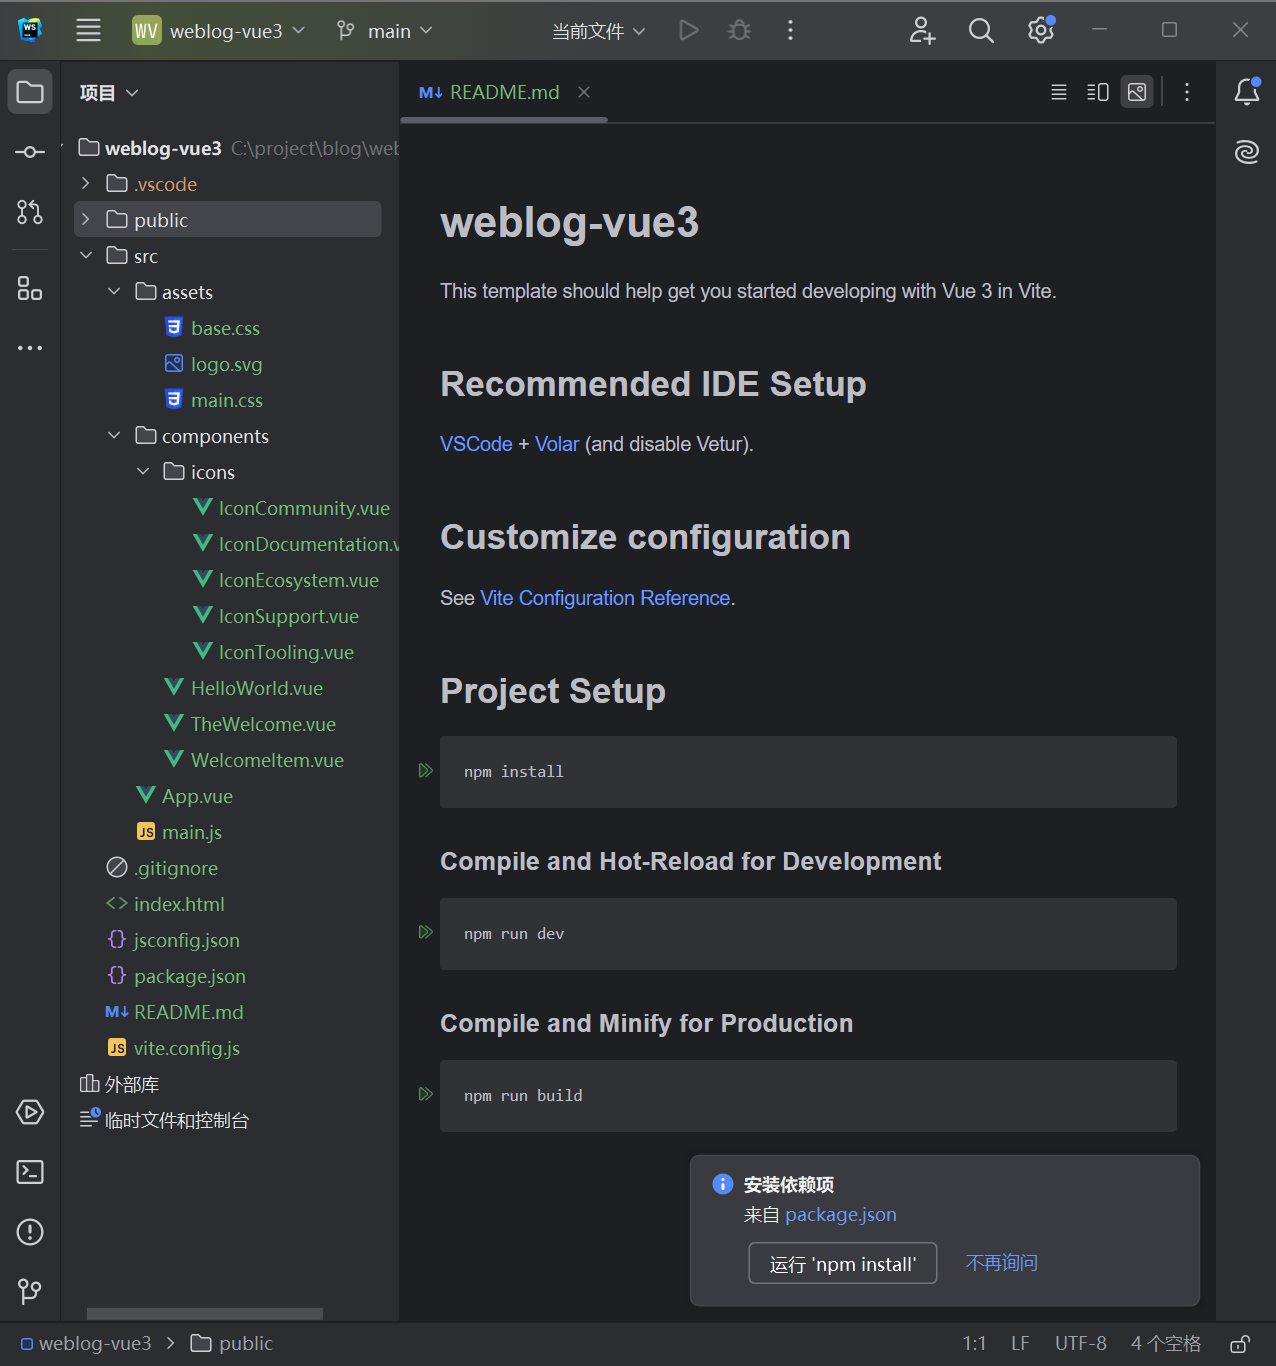 WS
WV weblog-vue3 main 当前文件
项目
M↓ README.md
weblog-vue3 C:\project\blog\we
.vscode
public
src
assets
base.css
logo.svg
main.css
components
icons
IconCommunity.vue
IconDocumentation.
IconEcosystem.vue
IconSupport.vue
IconTooling.vue
HelloWorld.vue
TheWelcome.vue
WelcomeItem.vue
App.vue
JS main.js
.gitignore
<> index.html
{} jsconfig.json
{} package.json
M↓ README.md
JS vite.config.js
外部库
临时文件和控制台
weblog-vue3
This template should help get you started developing with Vue 3 in Vite.
Recommended IDE Setup
VSCode + Volar (and disable Vetur).
Customize configuration
See Vite Configuration Reference.
Project Setup
npm install
Compile and Hot-Reload for Development
npm run dev
Compile and Minify for Production
npm run build
安装依赖项
来自 package.json
运行 'npm install' 不再询问
weblog-vue3 > public 1:1 LF UTF-8 4 个空格